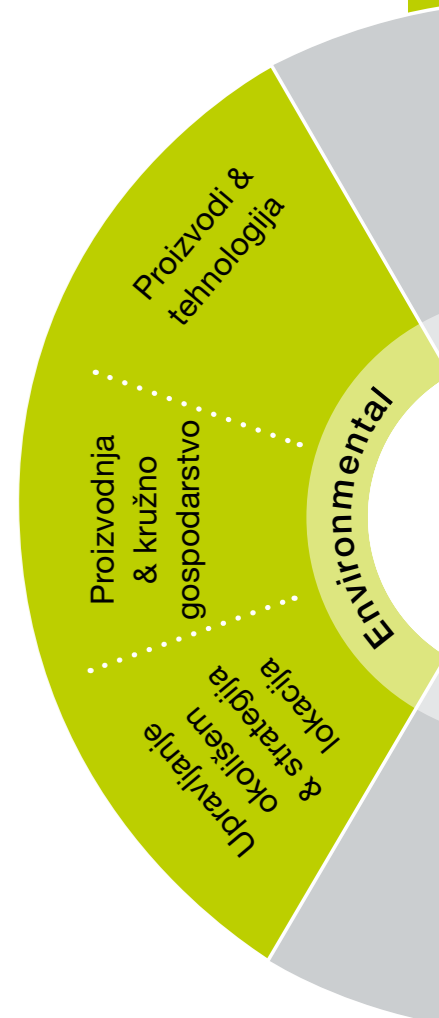 Proizvodi &
tehnologija
Proizvodnja
& kružno
gospodarstvo
Upravljanje
okolišem
& strategija
lokacija
Environmental